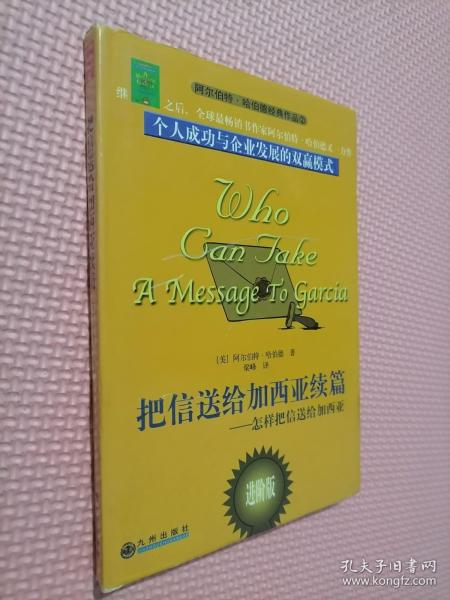 阿尔伯特·哈伯德经典作品②
继
之后,全球最畅销书作家阿尔伯特·哈伯德又一力作
个人成功与企业发展的双赢模式
Who
Can Take
A Message To Garcia
[美] 阿尔伯特·哈伯德 著
梁峰 译
把信送给加西亚续篇
——怎样把信送给加西亚
进阶版
九州出版社
孔夫子旧书网
www.kongfz.com